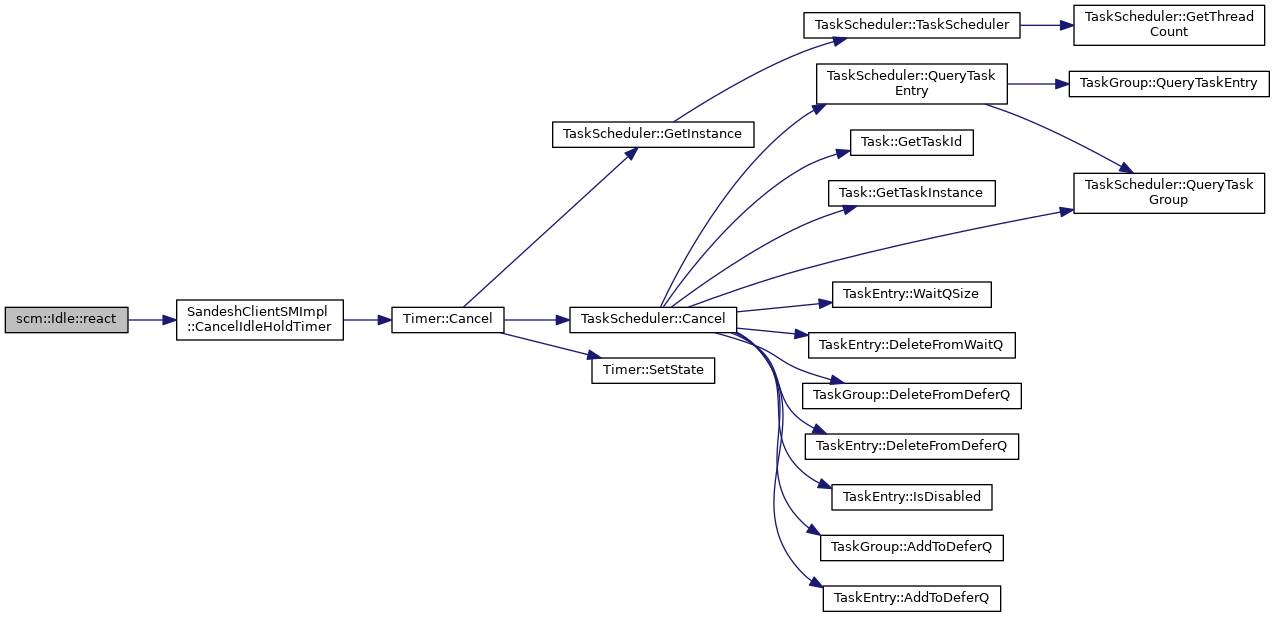 scm::Idle::react
SandeshClientSMImpl
::CancelIdleHoldTimer
Timer::Cancel
TaskScheduler::GetInstance
TaskScheduler::TaskScheduler
TaskScheduler::GetThread
Count
TaskScheduler::Cancel
TaskScheduler::QueryTask
Entry
TaskGroup::QueryTaskEntry
TaskScheduler::QueryTask
Group
Task::GetTaskId
Task::GetTaskInstance
TaskEntry::WaitQSize
TaskEntry::DeleteFromWaitQ
TaskGroup::DeleteFromDeferQ
TaskEntry::DeleteFromDeferQ
TaskEntry::IsDisabled
TaskGroup::AddToDeferQ
TaskEntry::AddToDeferQ
Timer::SetState